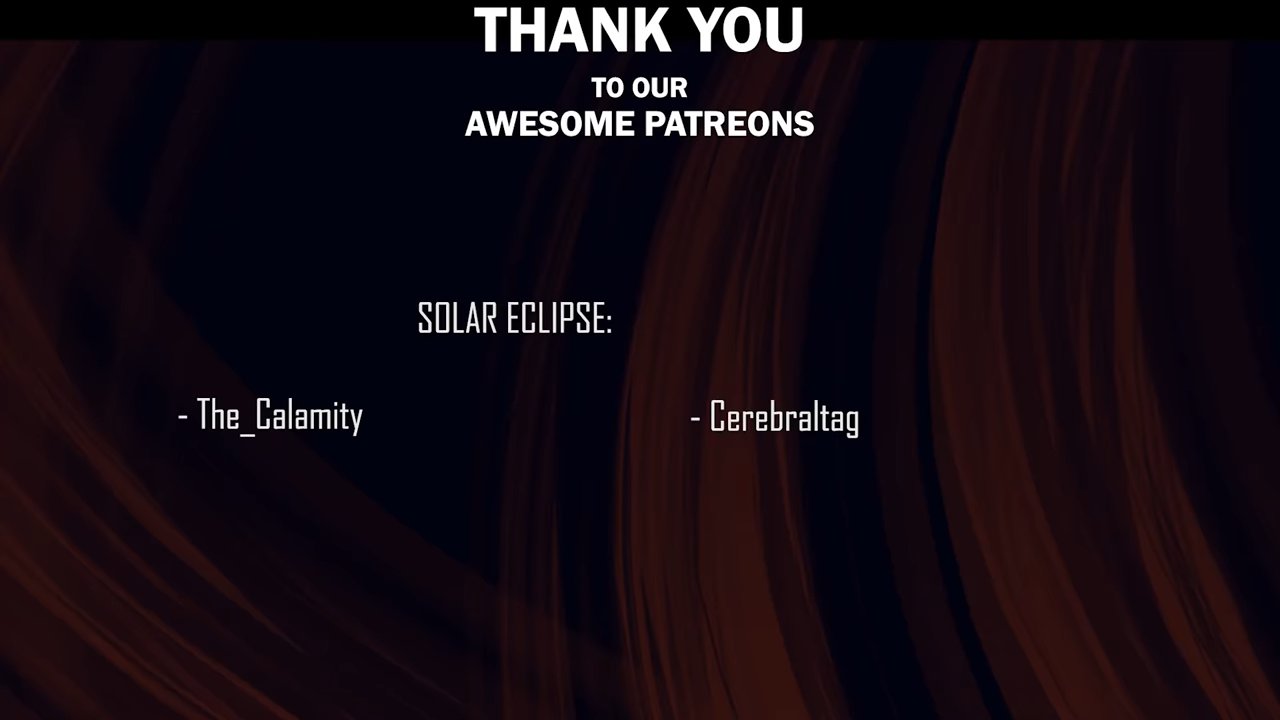 THANK YOU
TO OUR
AWESOME PATREONS
SOLAR ECLIPSE:
- The_Calamity
- Cerebraltag